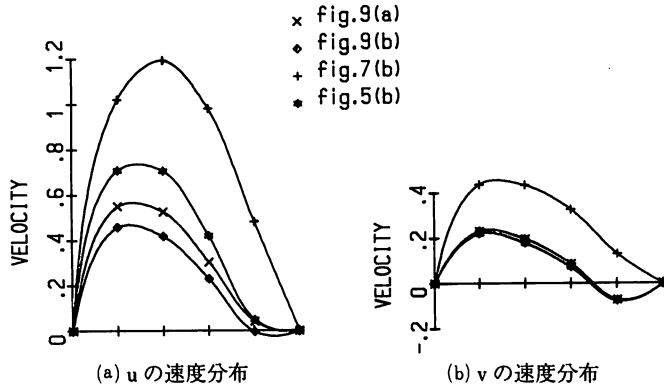 × fig.9(a)
◇ fig.9(b)
+ fig.7(b)
* fig.5(b)
VELOCITY
0 .2 .4 .6 .8 1. 1.2
(a) u の速度分布
VELOCITY
-.2 0 .2 .4
(b) v の速度分布